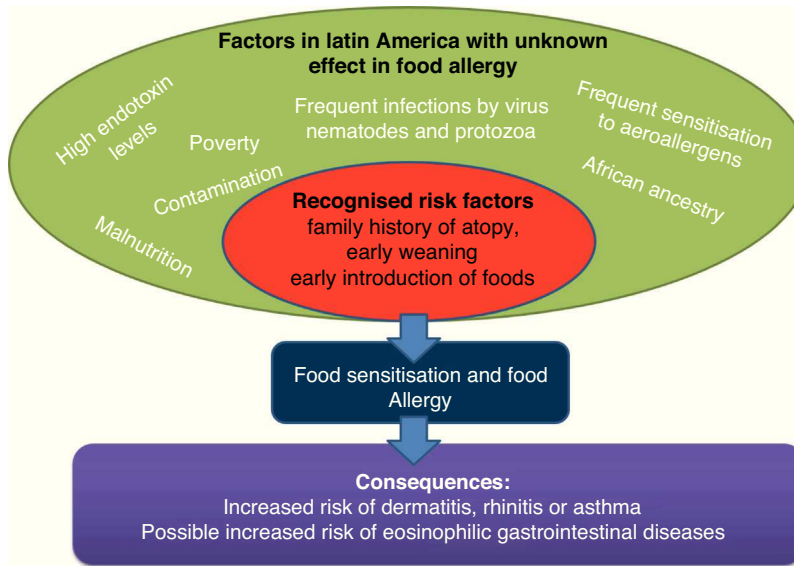 Factors in latin America with unknown
effect in food allergy
High endotoxin
levels
Poverty
Contamination
Malnutrition
Frequent infections by virus
nematodes and protozoa
Frequent sensitisation
to aeroallergens
African ancestry
Recognised risk factors
family history of atopy,
early weaning
early introduction of foods
Food sensitisation and food
Allergy
Consequences:
Increased risk of dermatitis, rhinitis or asthma
Possible increased risk of eosinophilic gastrointestinal diseases